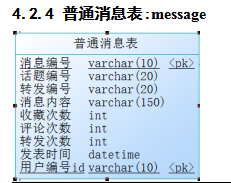 4.2.4 普通消息表:message
普通消息表
消息编号 varchar(10) <pk>
话题编号 varchar(20)
转发编号 varchar(20)
消息内容 varchar(150)
收藏次数 int
评论次数 int
转发次数 int
发表时间 datetime
用户编号id varchar(10) <pk>